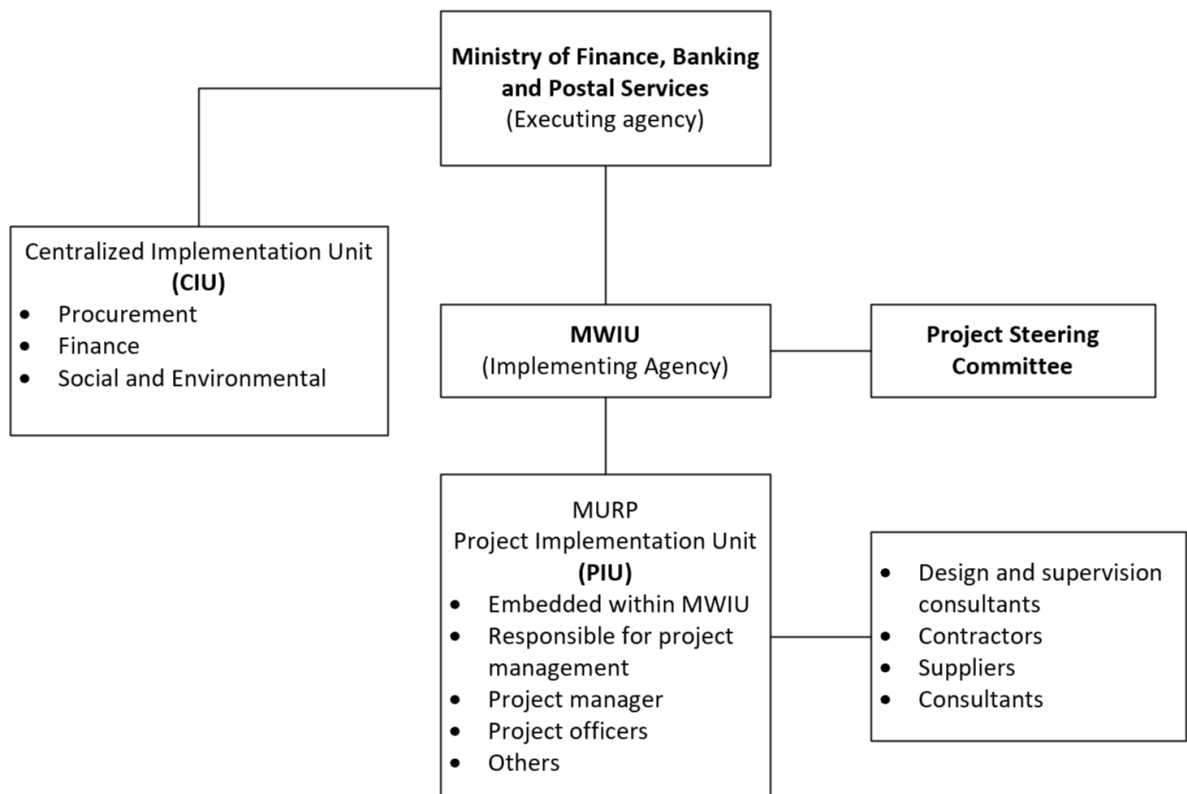 Ministry of Finance, Banking
and Postal Services
(Executing agency)
Centralized Implementation Unit
(CIU)
• Procurement
• Finance
• Social and Environmental
MWIU
(Implementing Agency)
Project Steering
Committee
MURP
Project Implementation Unit
(PIU)
• Embedded within MWIU
• Responsible for project
management
• Project manager
• Project officers
• Others
• Design and supervision
consultants
• Contractors
• Suppliers
• Consultants